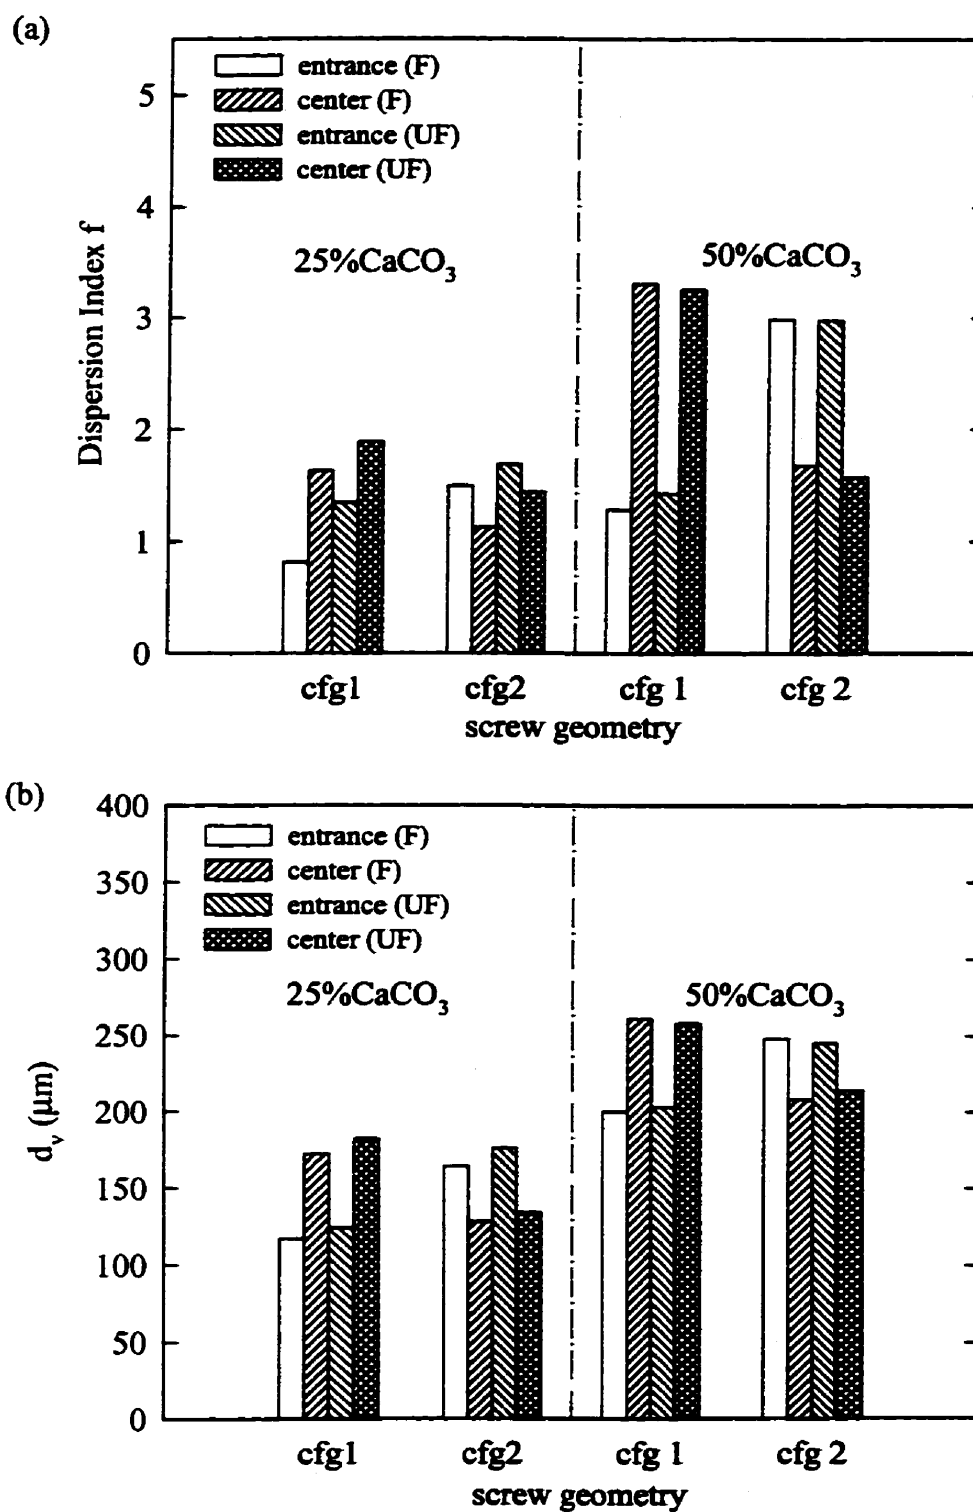 (a)
entrance (F)
center (F)
entrance (UF)
center (UF)
25%CaCO₃
50%CaCO₃
Dispersion Index f
5
4
3
2
1
0
cfg1 cfg2 cfg 1 cfg 2
screw geometry
(b)
entrance (F)
center (F)
entrance (UF)
center (UF)
25%CaCO₃
50%CaCO₃
dᵥ (μm)
400
350
300
250
200
150
100
50
0
cfg1 cfg2 cfg 1 cfg 2
screw geometry